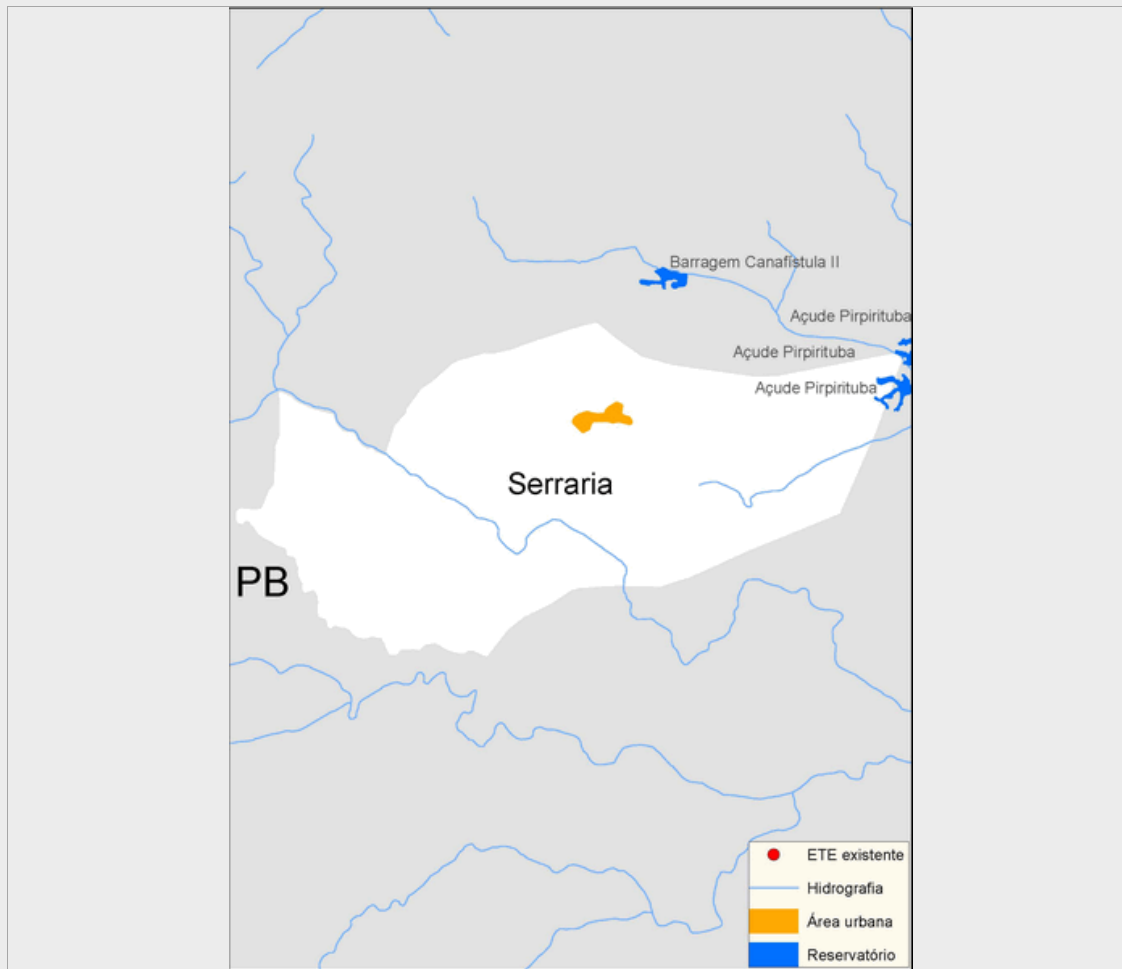 Barragem Canafístula II
Açude Pirpirituba
Açude Pirpirituba
Açude Pirpirituba
Serraria
PB
ETE existente
Hidrografia
Área urbana
Reservatório